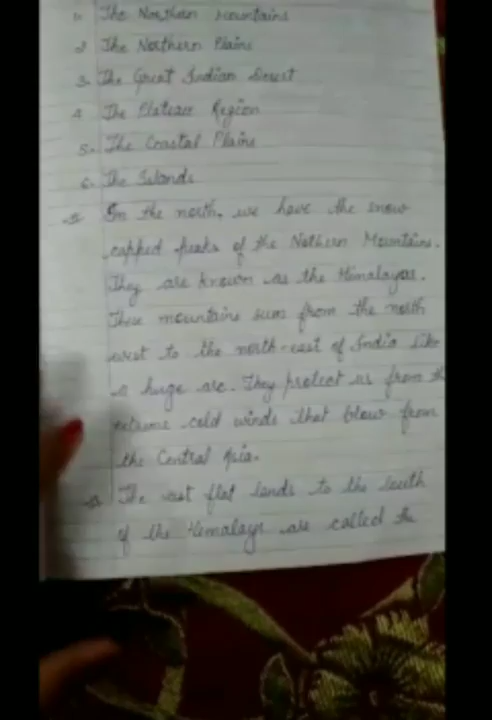 1. The Northern Mountains
2 The Northern Plains
3. The Great Indian Desert
4 The Plateau Region
5. The Coastal Plains
6. The Islands
In the north, we have the snow
capped peaks of the Nothern Mountains.
They are known as the Himalayas.
These mountains run from the north
west to the north-east of India like
a huge arc. They protect us from the
extreme cold winds that blow from
the Central Asia.
The vast flat lands to the south
of the Himalays are called the